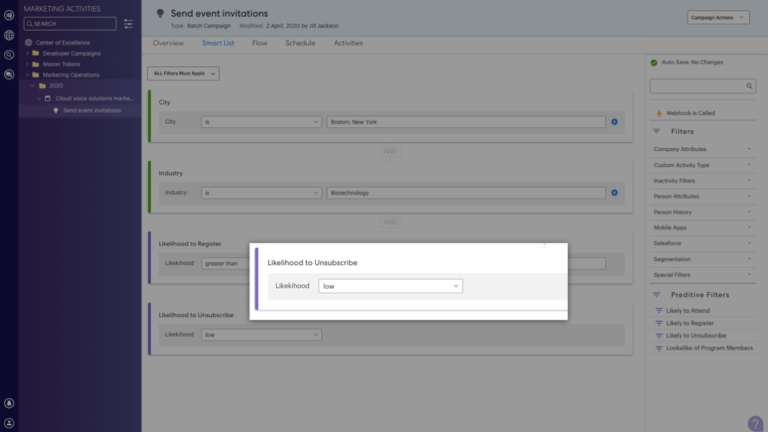 MARKETING ACTIVITIES
SEARCH
Center of Excellence
Developer Campaigns
Master Tokens
Marketing Operations
2020
Cloud voice solutions marke...
Send event invitations
Send event invitations
Type: Batch Campaign Modified: 2 April, 2020 by Jill Jackson
Campaign Actions
Overview Smart List Flow Schedule Activities
ALL Filters Must Apply
City
City is Boston, New York
AND
Industry
Industry is Biotechnology
AND
Likelihood to Register
Likekihood greater than
Likelihood to Unsubscribe
Likekihood low
Likelihood to Unsubscribe
Likekihood low
Auto Save: No Changes
Webhook Is Called
Filters
Company Attributes
Custom Activity Type
Inactivity Filters
Person Attributes
Person History
Mobile Apps
Salesforce
Segmentation
Special Filters
Preditive Filters
Likely to Attend
Likely to Register
Likely to Unsubscribe
Lookalike of Program Members
?